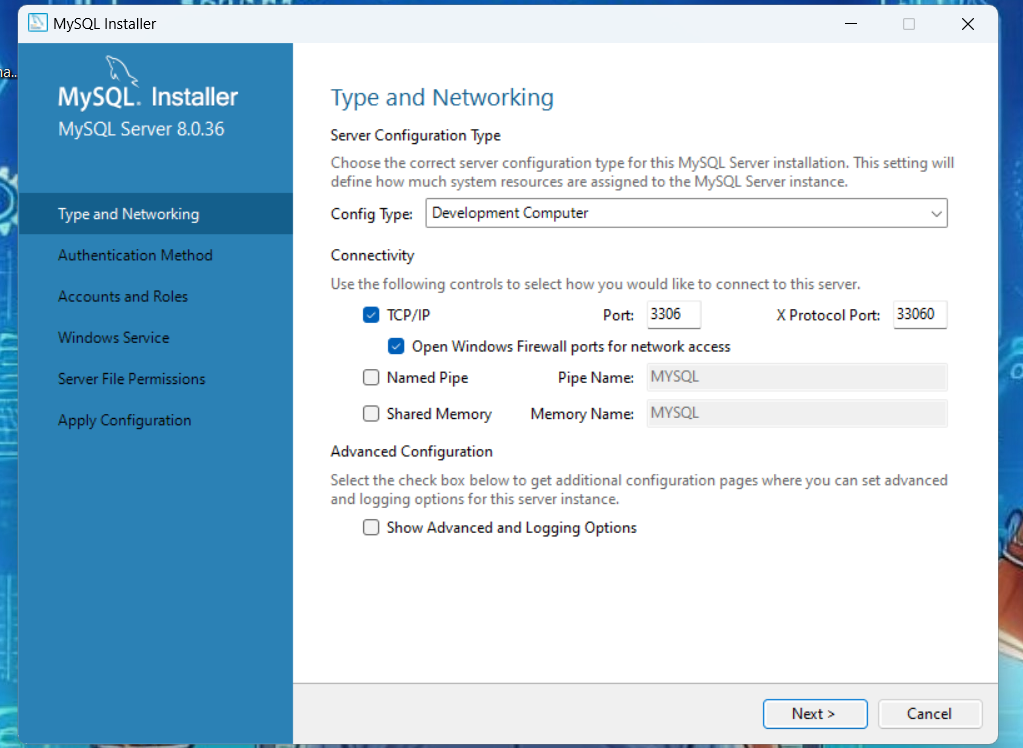 MySQL Installer
na...
MySQL. Installer
MySQL Server 8.0.36
Type and Networking
Authentication Method
Accounts and Roles
Windows Service
Server File Permissions
Apply Configuration
Type and Networking
Server Configuration Type
Choose the correct server configuration type for this MySQL Server installation. This setting will
define how much system resources are assigned to the MySQL Server instance.
Config Type: Development Computer
Connectivity
Use the following controls to select how you would like to connect to this server.
TCP/IP Port: 3306 X Protocol Port: 33060
Open Windows Firewall ports for network access
Named Pipe Pipe Name: MYSQL
Shared Memory Memory Name: MYSQL
Advanced Configuration
Select the check box below to get additional configuration pages where you can set advanced
and logging options for this server instance.
Show Advanced and Logging Options
Next > Cancel